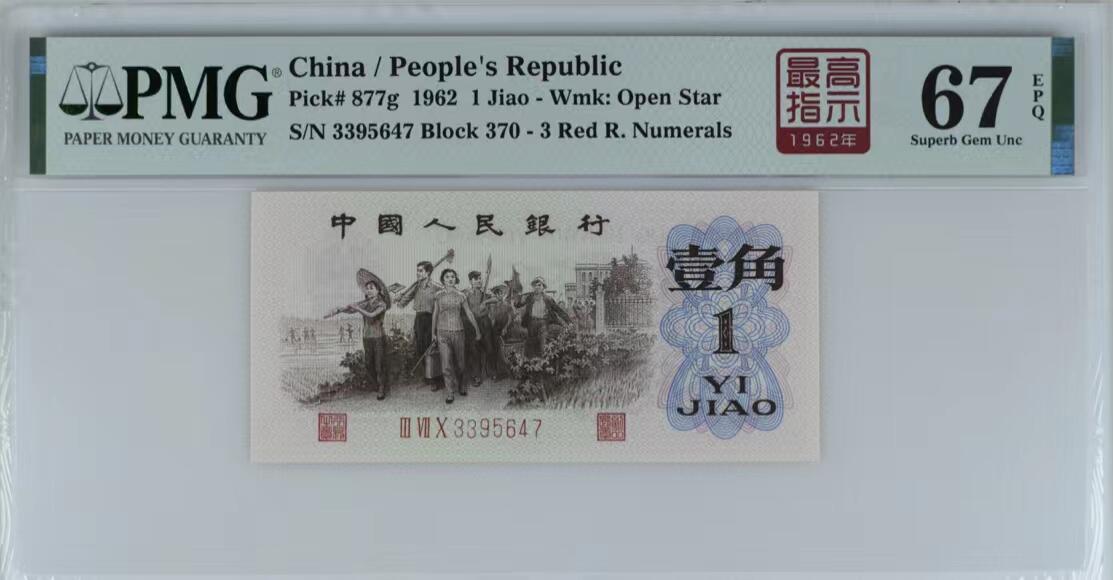 PMG®
PAPER MONEY GUARANTY
China / People's Republic
Pick# 877g 1962 1 Jiao - Wmk: Open Star
S/N 3395647 Block 370 - 3 Red R. Numerals
最高
指示
1962年
67
EPQ
Superb Gem Unc
中國人民銀行
壹角
1
YI
JIAO
III VII X 3395647